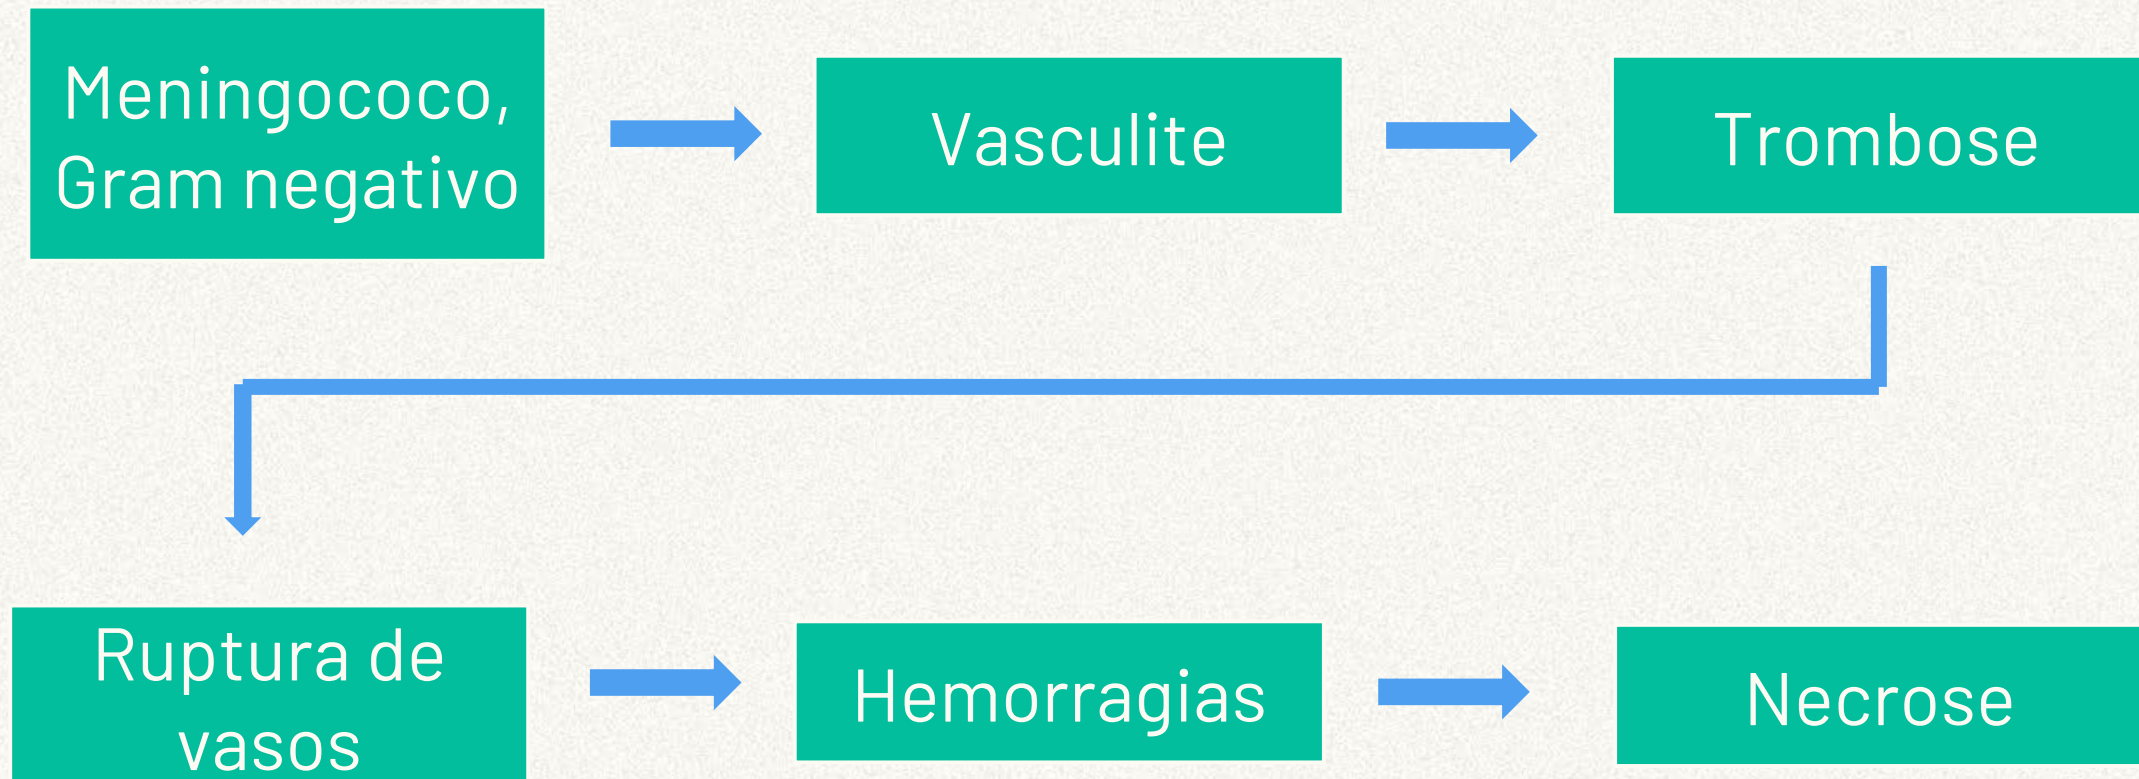 Meningococo,
Gram negativo
Vasculite
Trombose
Ruptura de
vasos
Hemorragias
Necrose